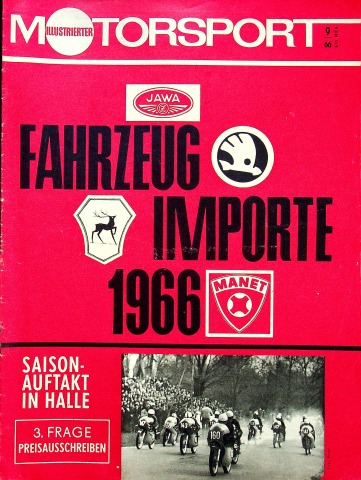 ILLUSTRIERTER
MOTORSPORT
9
66
JAWA
FAHRZEUG
IMPORTE
1966
MANET
SAISON-
AUFTAKT
IN HALLE
3. FRAGE
PREISAUSSCHREIBEN
160